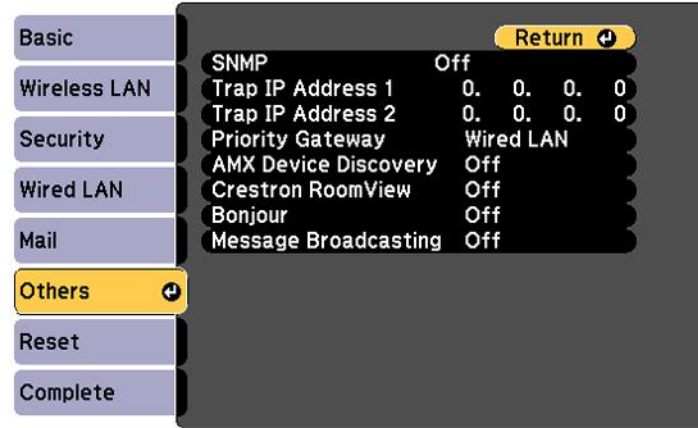 Basic
Wireless LAN
Security
Wired LAN
Mail
Others
Reset
Complete
Return
SNMP Off
Trap IP Address 1 0. 0. 0. 0
Trap IP Address 2 0. 0. 0. 0
Priority Gateway Wired LAN
AMX Device Discovery Off
Crestron RoomView Off
Bonjour Off
Message Broadcasting Off